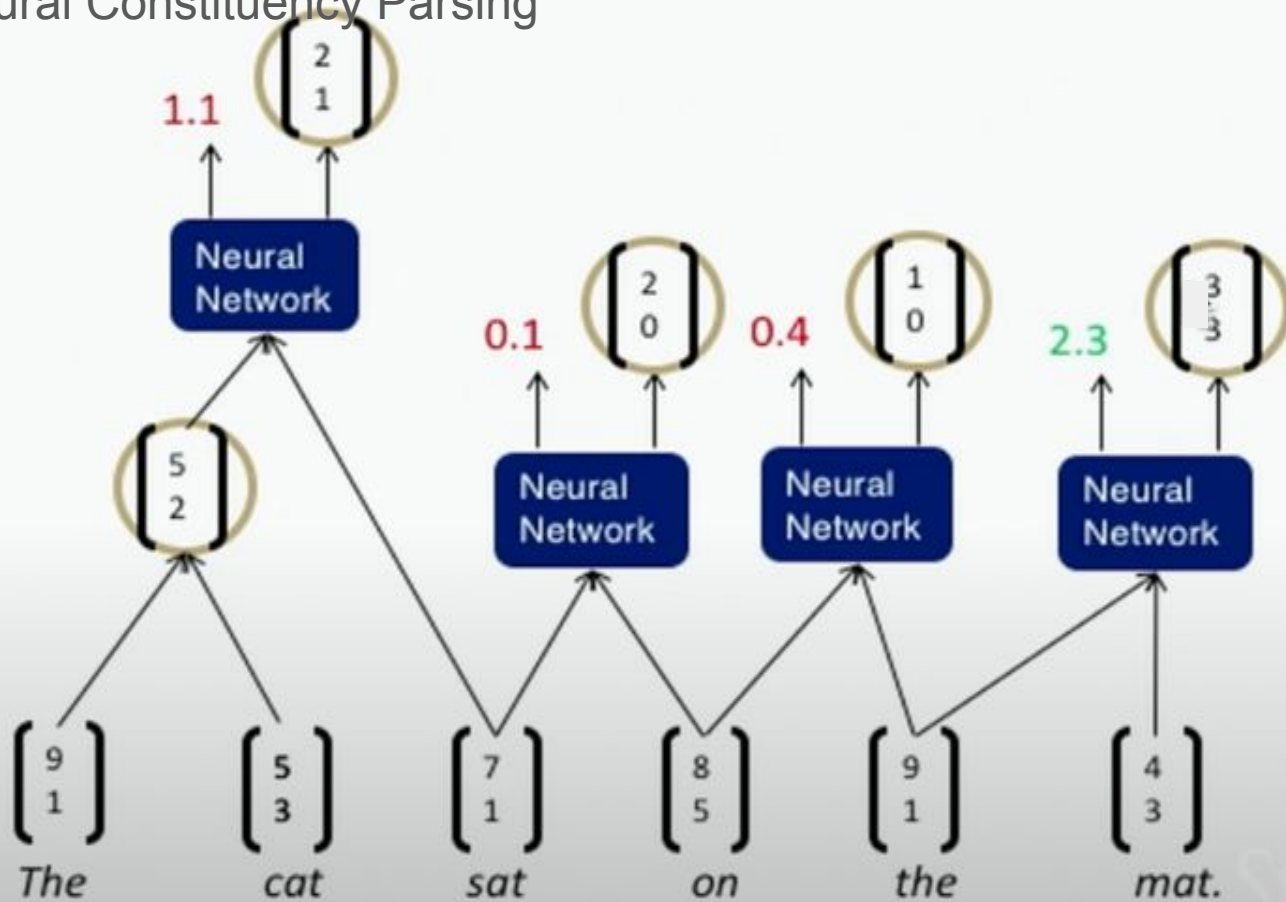 ural Constituency Parsing
2
1
1.1
Neural
Network
2
0
0.1
1
0
0.4
3
3
2.3
5
2
Neural
Network
Neural
Network
Neural
Network
9
1
5
3
7
1
8
5
9
1
4
3
The cat sat on the mat.